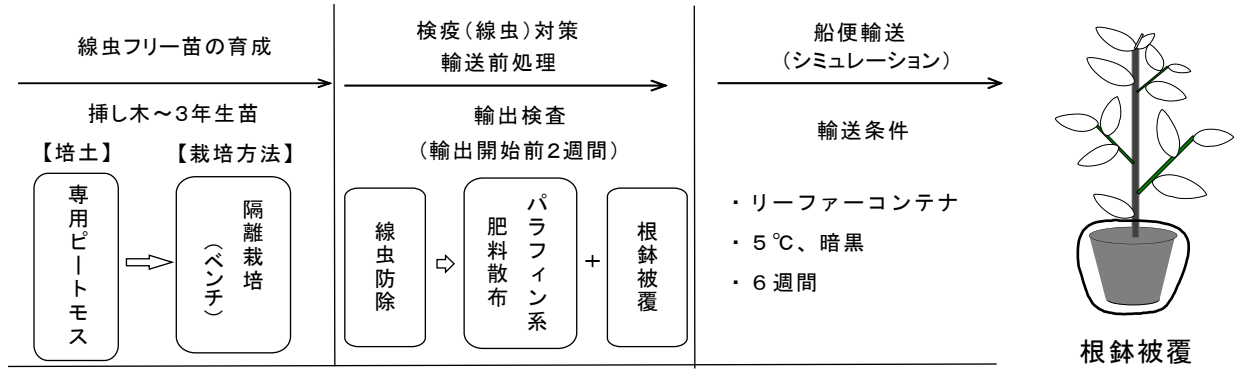 線虫フリー苗の育成
挿し木～3年生苗
【培土】
【栽培方法】
専用ピートモス
隔離栽培
（ベンチ）
検疫(線虫)対策
輸送前処理
輸出検査
(輸出開始前2週間)
線虫防除
パラフィン系
肥料散布
+
根鉢被覆
船便輸送
(シミュレーション)
輸送条件
・リーファーコンテナ
・5℃、暗黒
・6週間
根鉢被覆